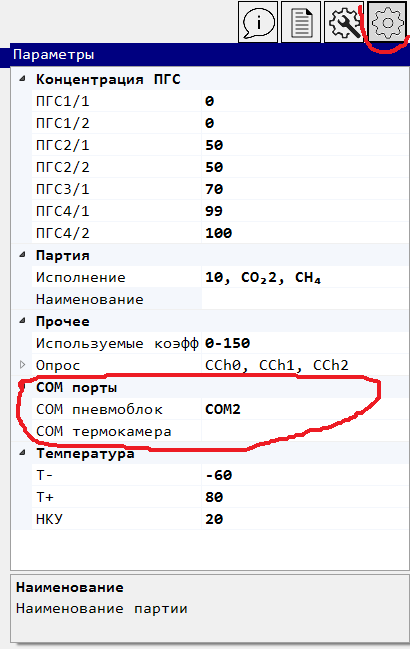 Параметры
Концентрация ПГС
ПГС1/1 0
ПГС1/2 0
ПГС2/1 50
ПГС2/2 50
ПГС3/1 70
ПГС4/1 99
ПГС4/2 100
Партия
Исполнение 10, CO₂2, CH₄
Наименование
Прочее
Используемые коэфф 0-150
Опрос CCh0, CCh1, CCh2
COM порты
COM пневмоблок COM2
COM термокамера
Температура
T- -60
T+ 80
НКУ 20
Наименование
Наименование партии